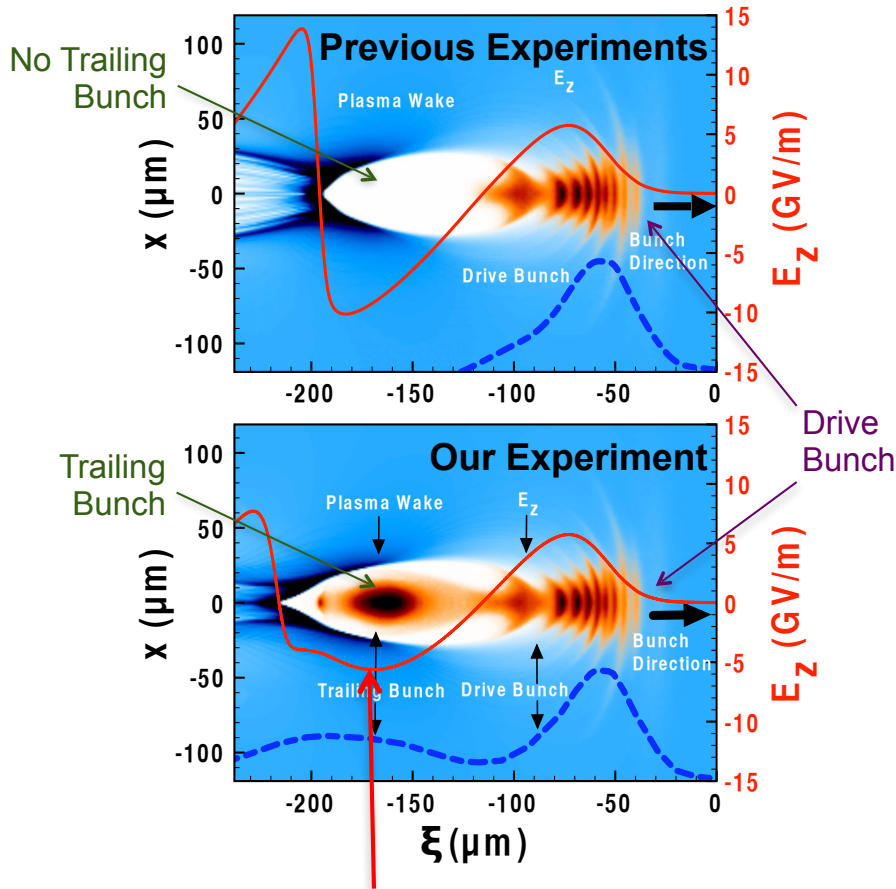 Previous Experiments
No Trailing
Bunch
Plasma Wake
E_z
Drive Bunch
Bunch
Direction
x (µm)
100
50
0
-50
-100
15
10
5
0
-5
-10
-15
E_z (GV/m)
-200
-150
-100
-50
0
Drive
Bunch
Our Experiment
Trailing
Bunch
Plasma Wake
E_z
Trailing Bunch
Drive Bunch
Bunch
Direction
x (µm)
100
50
0
-50
-100
15
10
5
0
-5
-10
-15
E_z (GV/m)
-200
-150
-100
-50
0
ξ (µm)